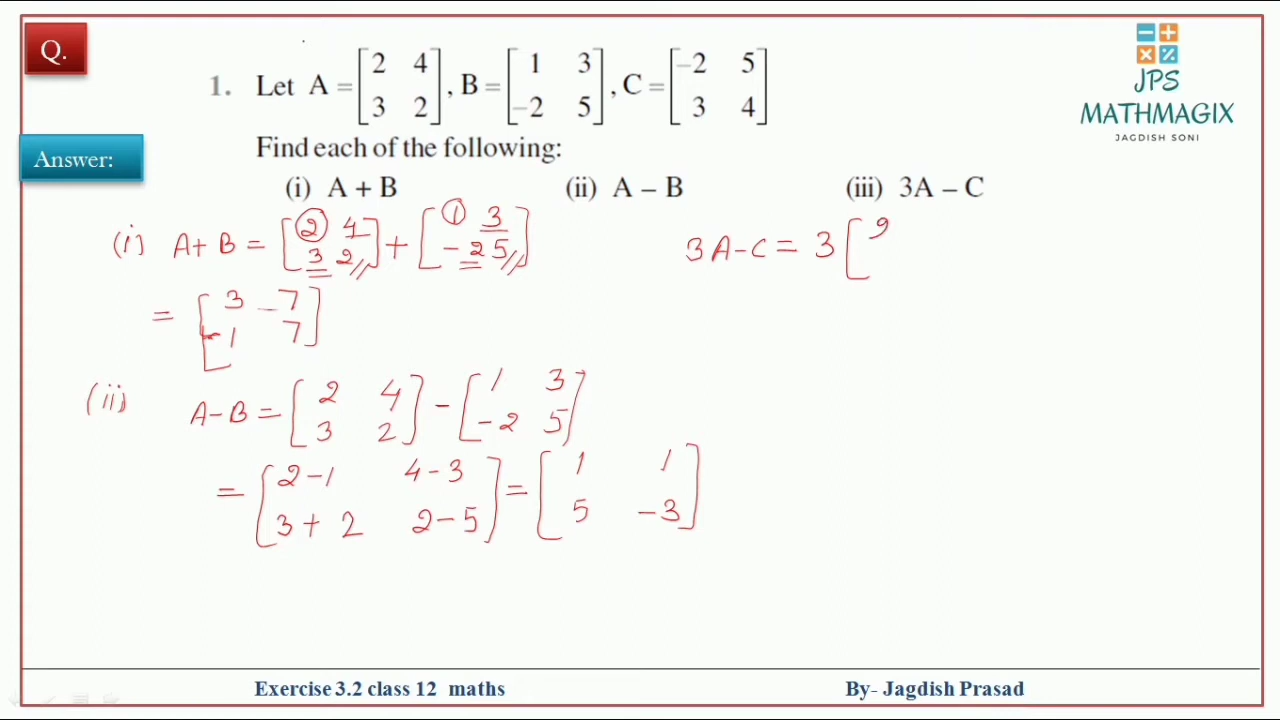 Q.
1. Let A = [2 4
3 2], B = [1 3
-2 5], C = [-2 5
3 4]
Find each of the following:
(i) A + B (ii) A – B (iii) 3A – C
JPS
MATHMAGIX
JAGDISH SONI
Answer:
(i) A+B = [2 4
3 2] + [1 3
-2 5]
= [3 -7
-1 7]
(ii) A-B = [2 4
3 2] - [1 3
-2 5]
= [2-1 4-3
3+2 2-5] = [1 1
5 -3]
3A-C = 3 [
Exercise 3.2 class 12 maths
By- Jagdish Prasad